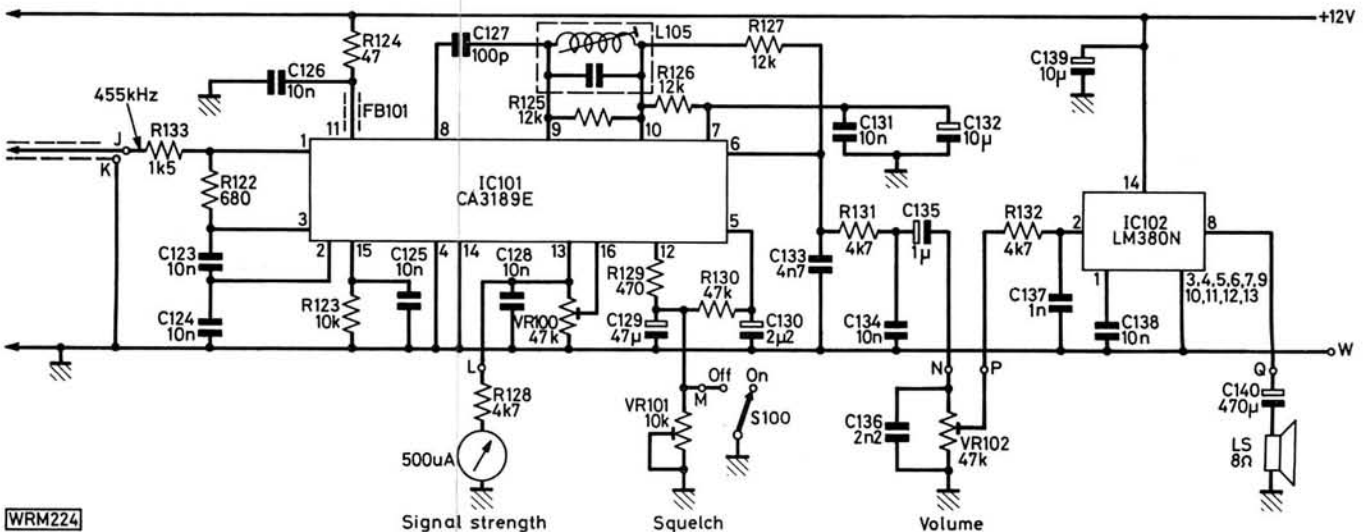 +12V
R124
47
C126
10n
FB101
455kHz
J
K
R133
1k5
R122
680
C123
10n
C124
10n
11
8
C127
100p
L105
R125
12k
R126
12k
R127
12k
9
10
7
1
3
2
15
4
14
13
16
12
5
6
IC101
CA3189E
C131
10n
C132
10µ
C139
10µ
R123
10k
C125
10n
C128
10n
VR100
47k
R129
470
R130
47k
C129
47µ
C130
2µ2
C133
4n7
R131
4k7
C135
1µ
C134
10n
R132
4k7
C137
1n
14
2
IC102
LM380N
8
1
3,4,5,6,7,9
10,11,12,13
C138
10n
W
L
R128
4k7
500uA
Signal strength
M
Off
On
VR101
10k
S100
Squelch
N
P
C136
2n2
VR102
47k
Volume
Q
C140
470µ
LS
8Ω
WRM224